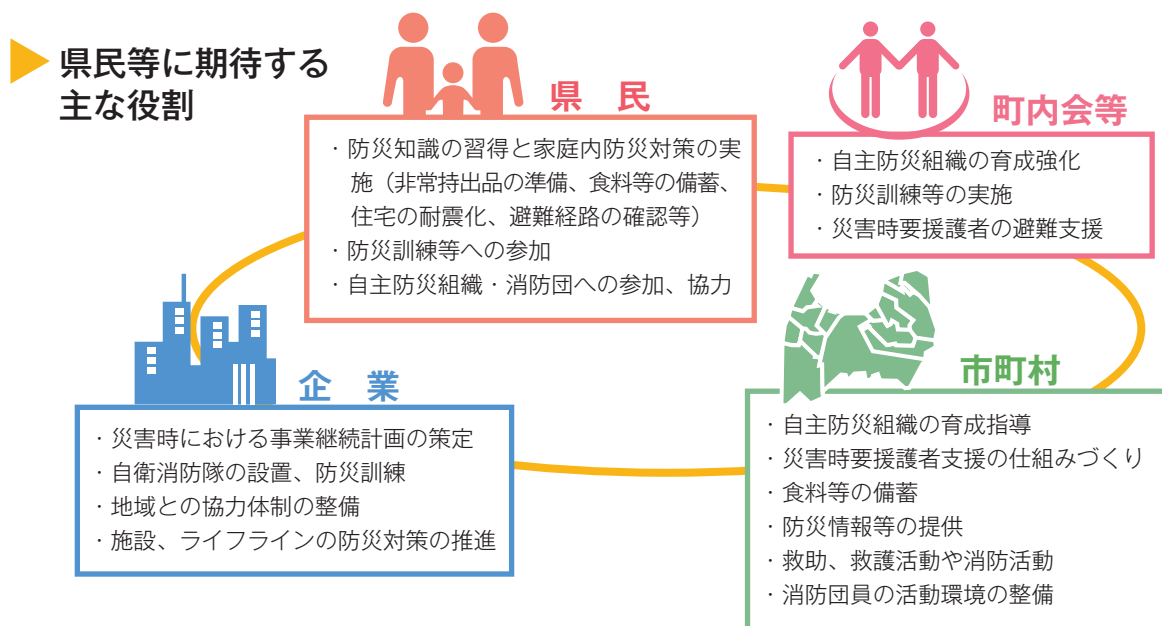 県民等に期待する
主な役割
県　民
・防災知識の習得と家庭内防災対策の実
施（非常持出品の準備、食料等の備蓄、
住宅の耐震化、避難経路の確認等）
・防災訓練等への参加
・自主防災組織・消防団への参加、協力
町内会等
・自主防災組織の育成強化
・防災訓練等の実施
・災害時要援護者の避難支援
企　業
・災害時における事業継続計画の策定
・自衛消防隊の設置、防災訓練
・地域との協力体制の整備
・施設、ライフラインの防災対策の推進
市町村
・自主防災組織の育成指導
・災害時要援護者支援の仕組みづくり
・食料等の備蓄
・防災情報等の提供
・救助、救護活動や消防活動
・消防団員の活動環境の整備